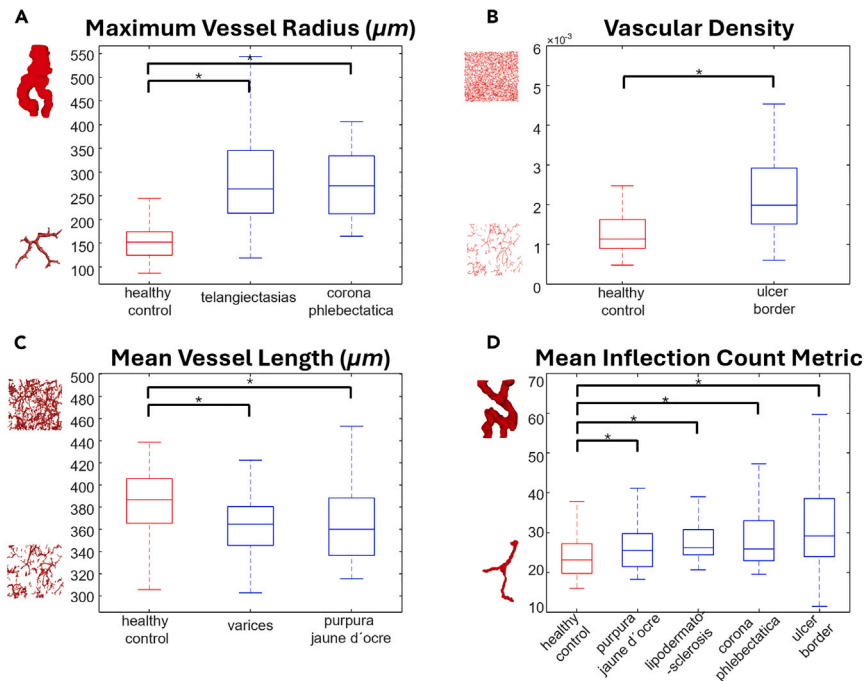 A
Maximum Vessel Radius (µm)
550
500
450
400
350
300
250
200
150
100
*
*
healthy
control
telangiectasias
corona
phlebectatica
B
Vascular Density
×10⁻³
6
5
4
3
2
1
0
*
healthy
control
ulcer
border
C
Mean Vessel Length (µm)
500
480
460
440
420
400
380
360
340
320
300
*
*
healthy
control
varices
purpura
jaune d´ocre
D
Mean Inflection Count Metric
70
60
50
40
30
20
10
*
*
*
*
healthy
control
purpura
jaune d´ocre
lipodermato-
-sclerosis
corona
phlebectatica
ulcer
border